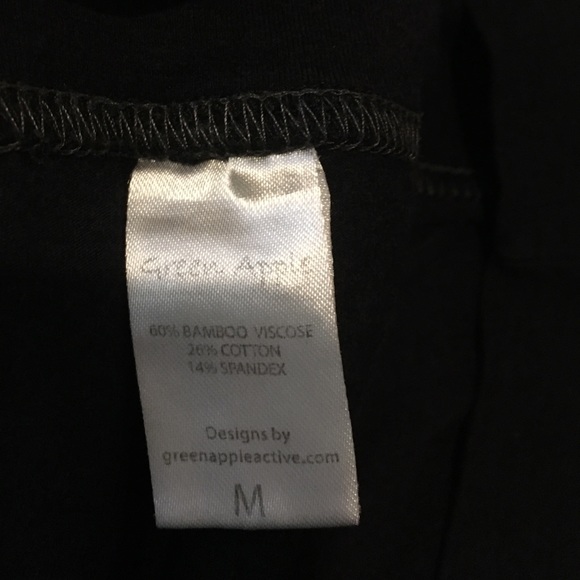 Green Apple
60% BAMBOO VISCOSE
26% COTTON
14% SPANDEX
Designs by
greenappleactive.com
M